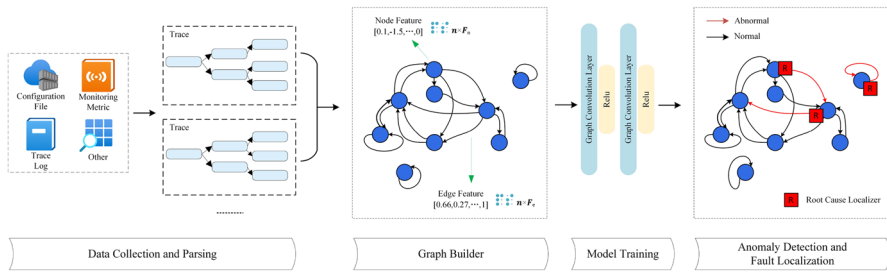 Configuration
File
Monitoring
Metric
Trace
Log
Other
Trace
Trace
.........
Node Feature
[0.1,-1.5,⋯,0]
n×Fn
Edge Feature
[0.66,0.27,⋯,1]
n×Fe
Graph Convolution Layer
Relu
Graph Convolution Layer
Relu
Abnormal
Normal
R
R
R
R
Root Cause Localizer
Data Collection and Parsing
Graph Builder
Model Training
Anomaly Detection and
Fault Localization